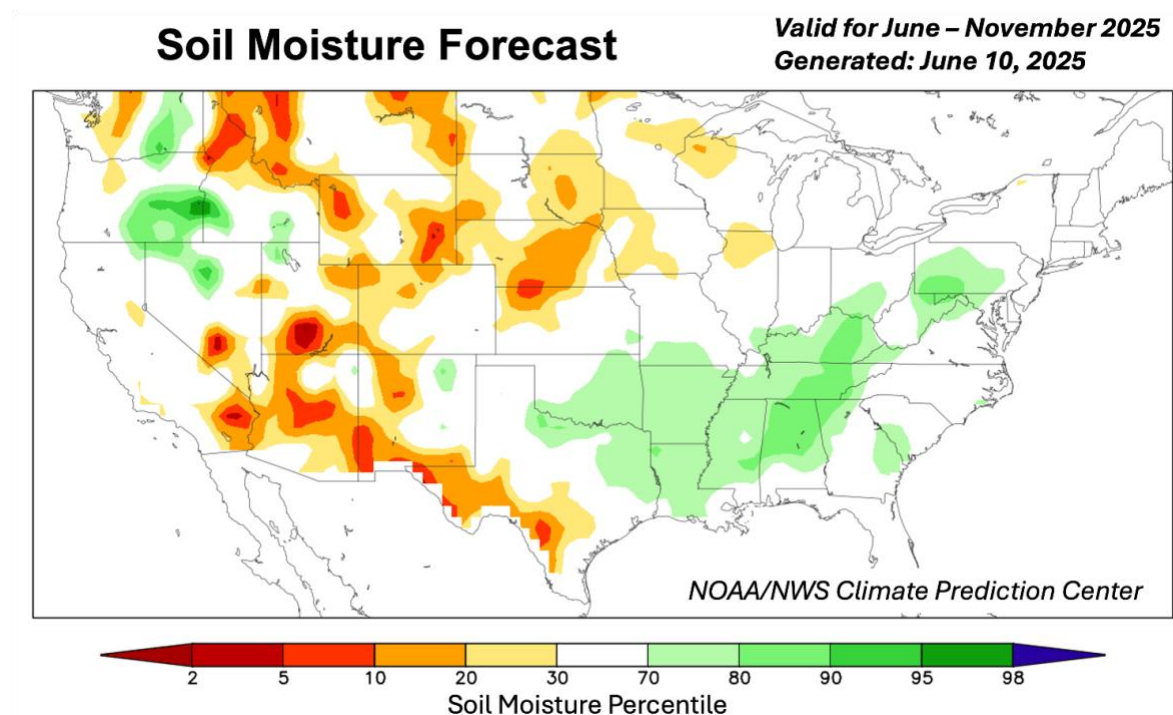 Soil Moisture Forecast
Valid for June – November 2025
Generated: June 10, 2025
NOAA/NWS Climate Prediction Center
2 5 10 20 30 70 80 90 95 98
Soil Moisture Percentile